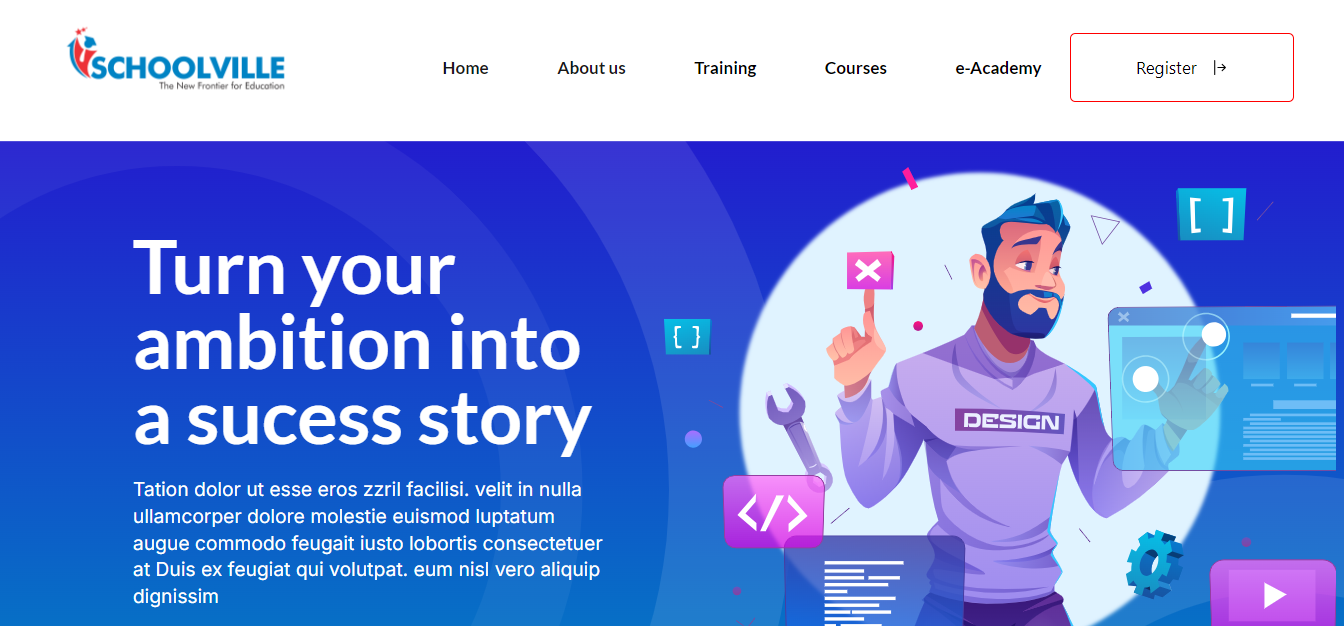 SCHOOLVILLE
The New Frontier for Education
Home
About us
Training
Courses
e-Academy
Register
Turn your
ambition into
a sucess story
Tation dolor ut esse eros zzril facilisi. velit in nulla
ullamcorper dolore molestie euismod luptatum
augue commodo feugait iusto lobortis consectetuer
at Duis ex feugiat qui volutpat. eum nisl vero aliquip
dignissim
[ ]
{ }
DESIGN
</>